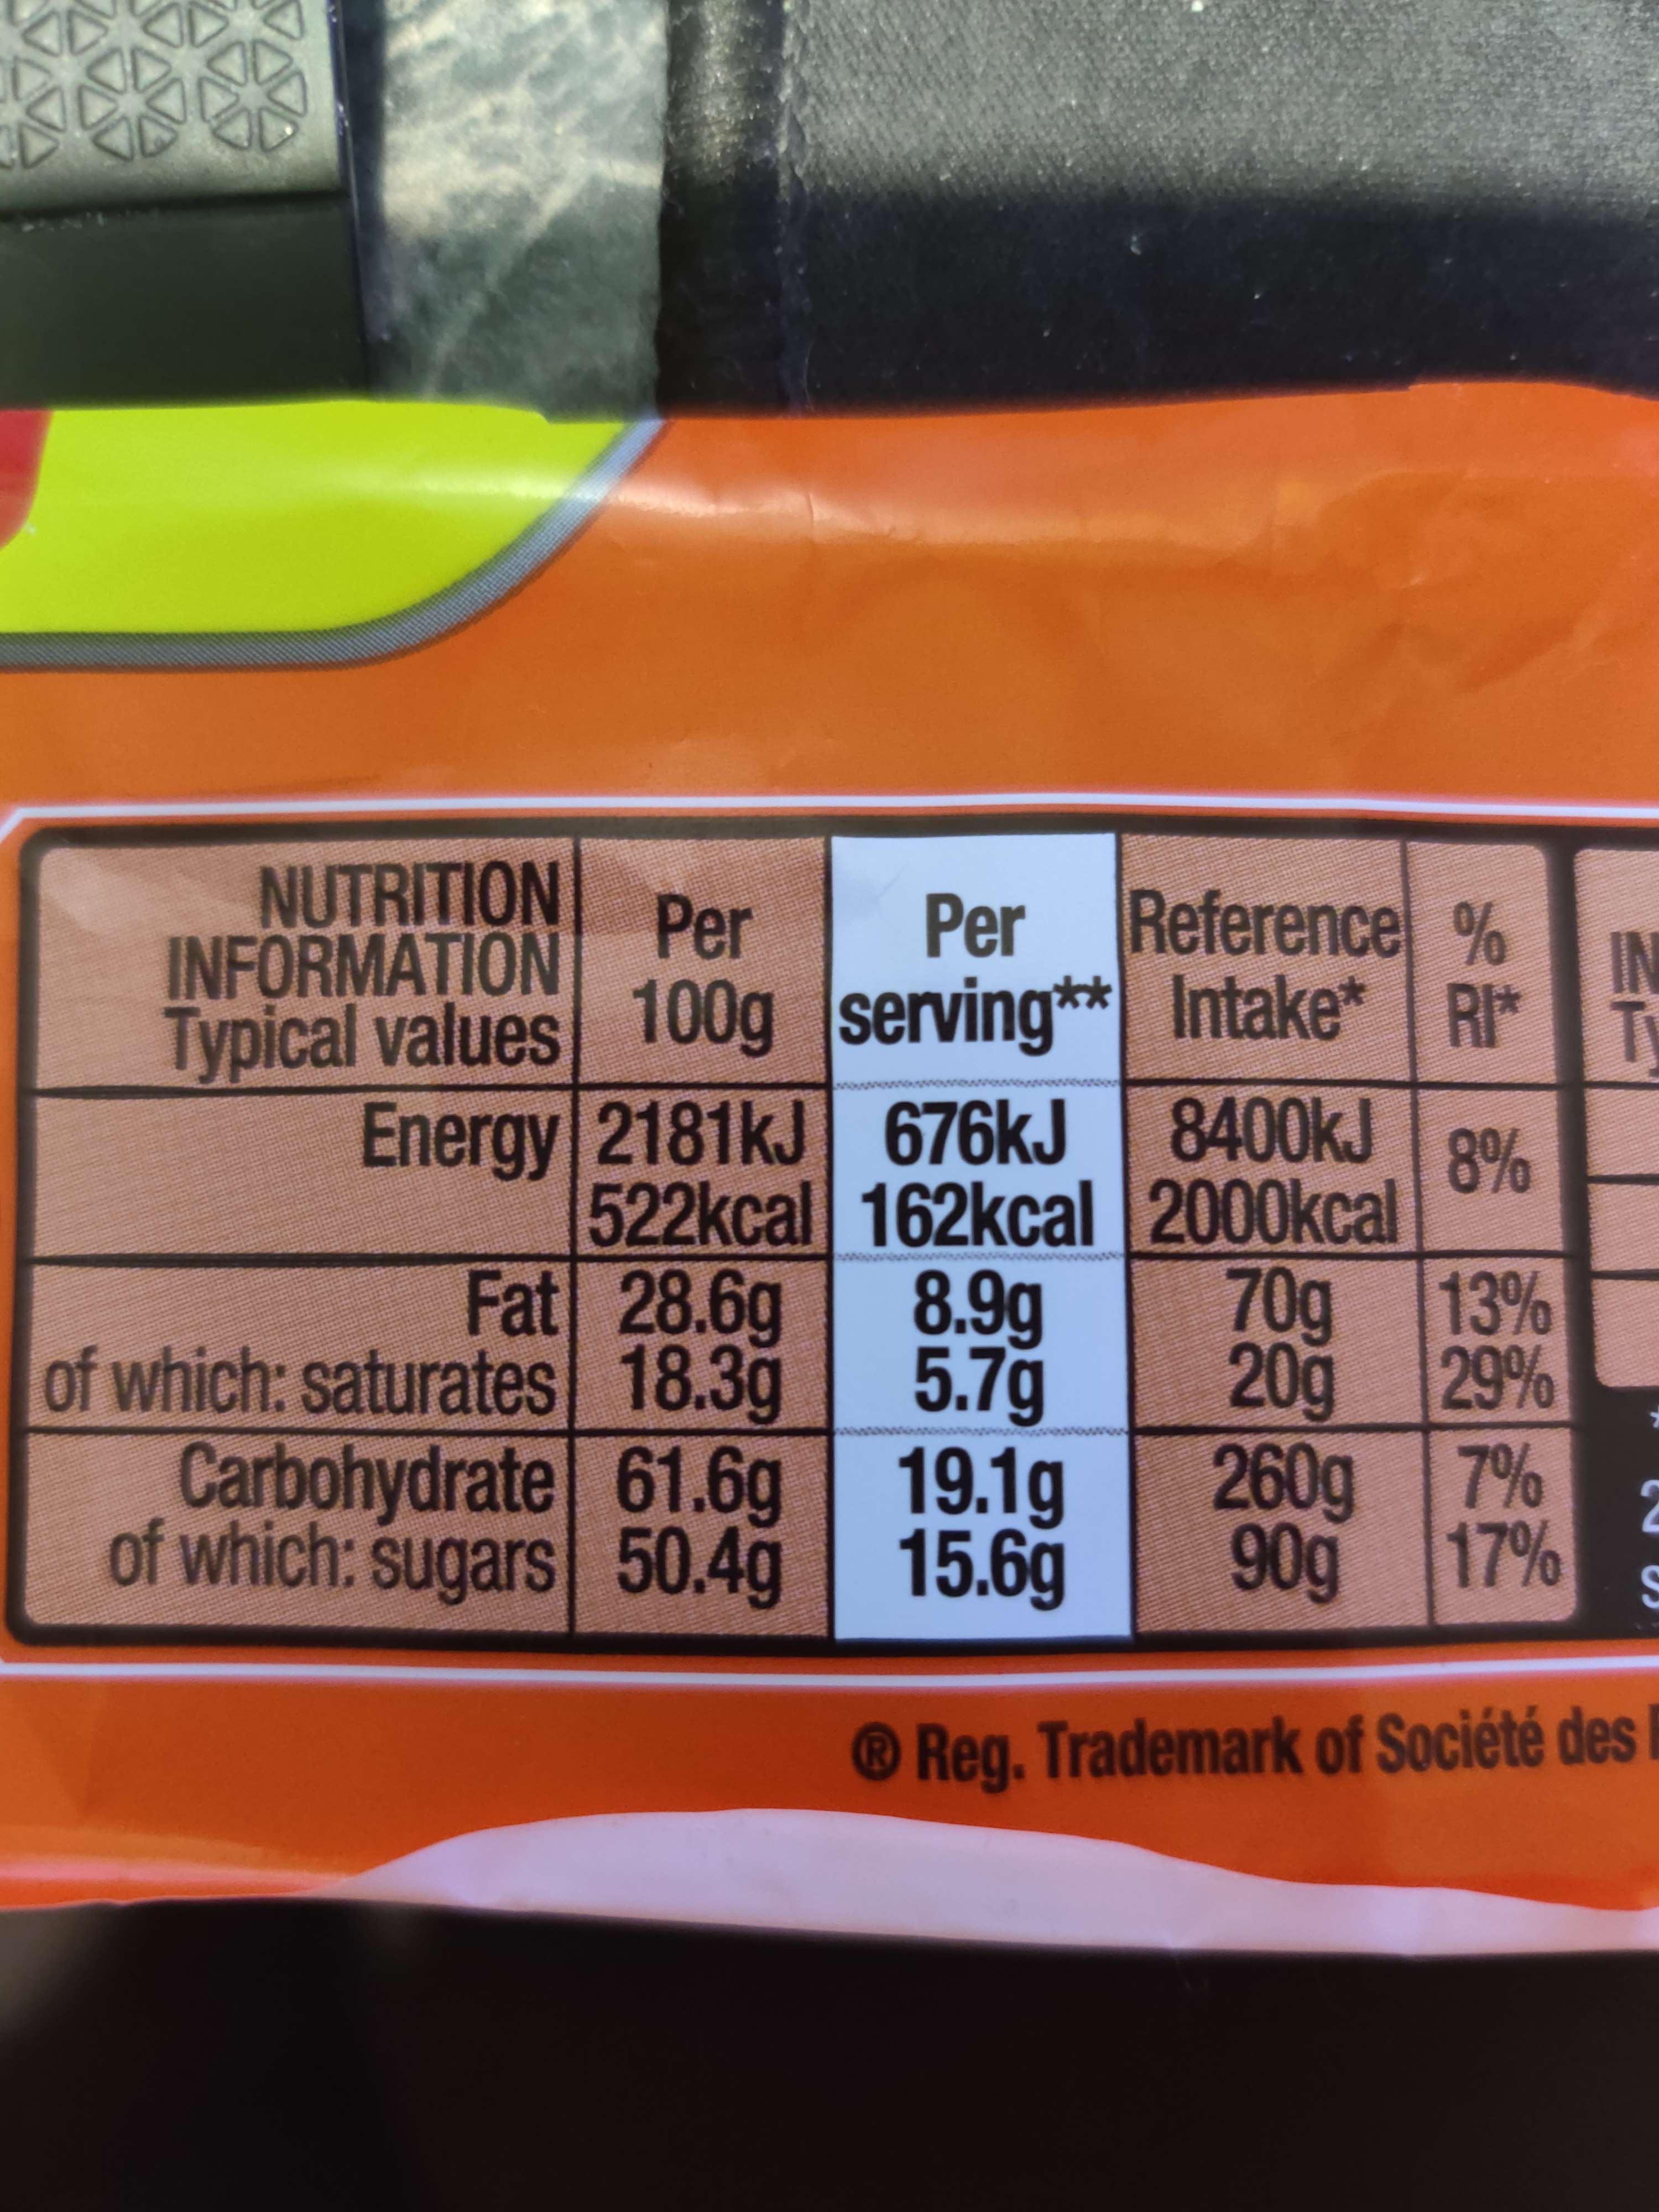 NUTRITION INFORMATION Typical values Per 100g Per serving** Reference Intake* % RI*
Energy 2181kJ 676kJ 8400kJ 8%
522kcal 162kcal 2000kcal
Fat 28.6g 8.9g 70g 13%
of which: saturates 18.3g 5.7g 20g 29%
Carbohydrate 61.6g 19.1g 260g 7%
of which: sugars 50.4g 15.6g 90g 17%
® Reg. Trademark of Société des